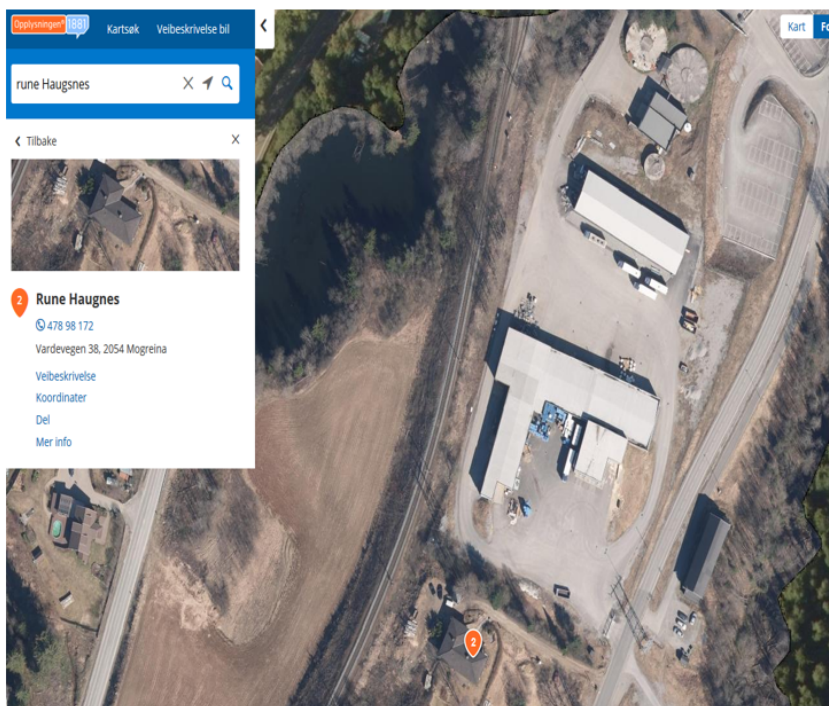 Opplysningen® 1881
Kartsøk Veibeskrivelse bil
Kart
rune Haugsnes
Tilbake
2 Rune Haugnes
478 98 172
Vardevegen 38, 2054 Mogreina
Veibeskrivelse
Koordinater
Del
Mer info
2